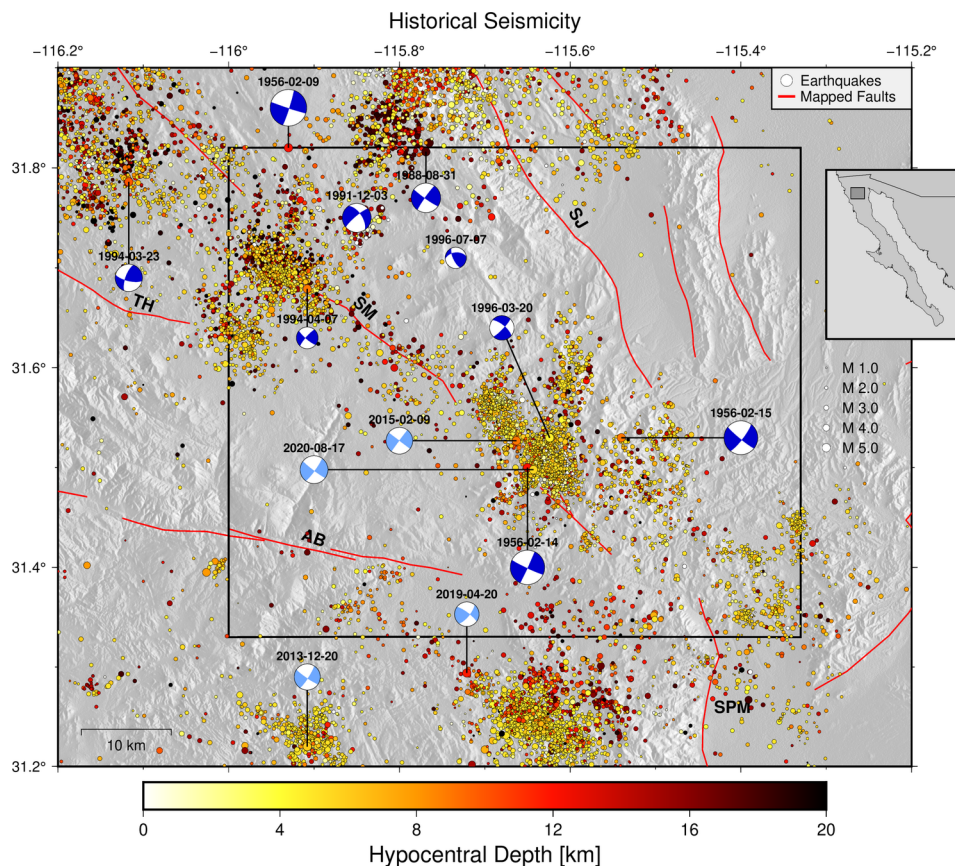 Historical Seismicity
−116.2° −116° −115.8° −115.6° −115.4° −115.2°
Earthquakes
Mapped Faults
1956-02-09
31.8°
1988-08-31
1991-12-03
SJ
1996-07-07
1994-03-23
TH
SM
1996-03-20
1994-04-07
31.6°
M 1.0
M 2.0
M 3.0
M 4.0
M 5.0
2015-02-09
1956-02-15
2020-08-17
AB
1956-02-14
31.4°
2019-04-20
2013-12-20
SPM
10 km
31.2°
0 4 8 12 16 20
Hypocentral Depth [km]